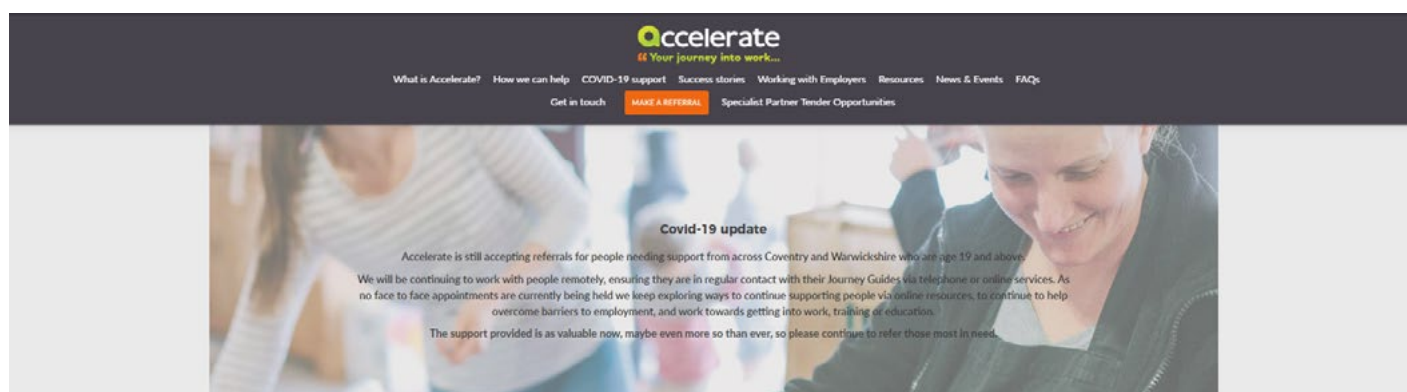 accelerate
“ Your journey into work...
What is Accelerate? How we can help COVID-19 support Success stories Working with Employers Resources News & Events FAQs
Get in touch MAKE A REFERRAL Specialist Partner Tender Opportunities
Covid-19 update
Accelerate is still accepting referrals for people needing support from across Coventry and Warwickshire who are age 19 and above.
We will be continuing to work with people remotely, ensuring they are in regular contact with their Journey Guides via telephone or online services. As
no face to face appointments are currently being held we keep exploring ways to continue supporting people via online resources, to continue to help
overcome barriers to employment, and work towards getting into work, training or education.
The support provided is as valuable now, maybe even more so than ever, so please continue to refer those most in need.